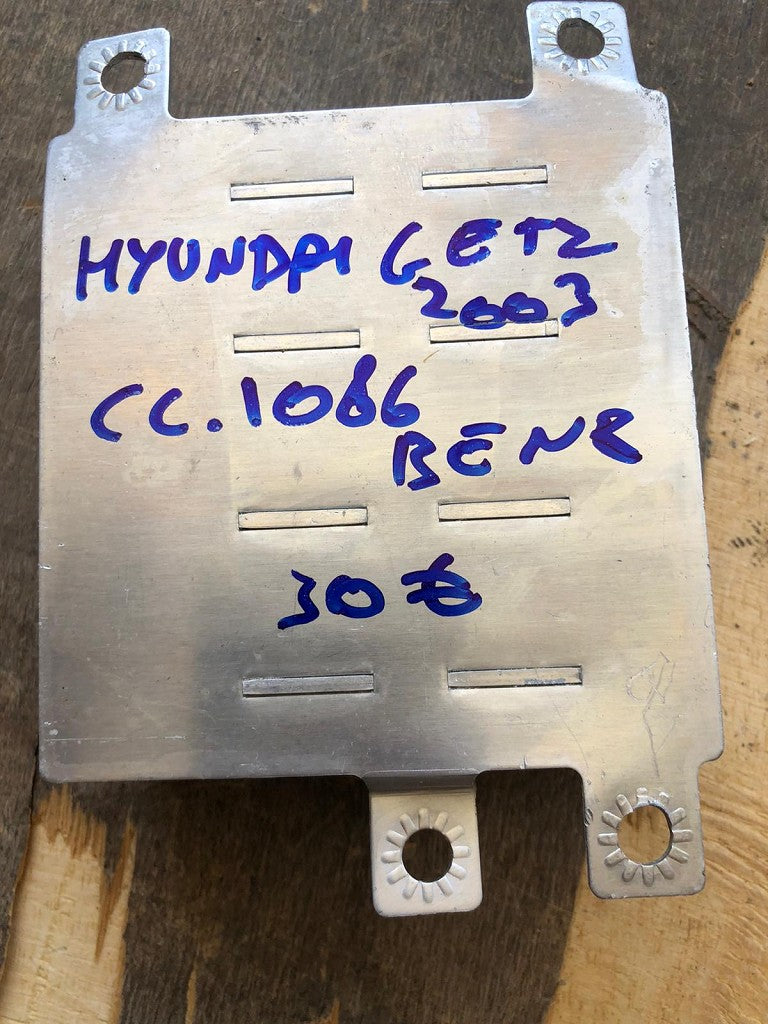 HYUNDAI GETZ
2003
CC.1086
BENZ
30 €